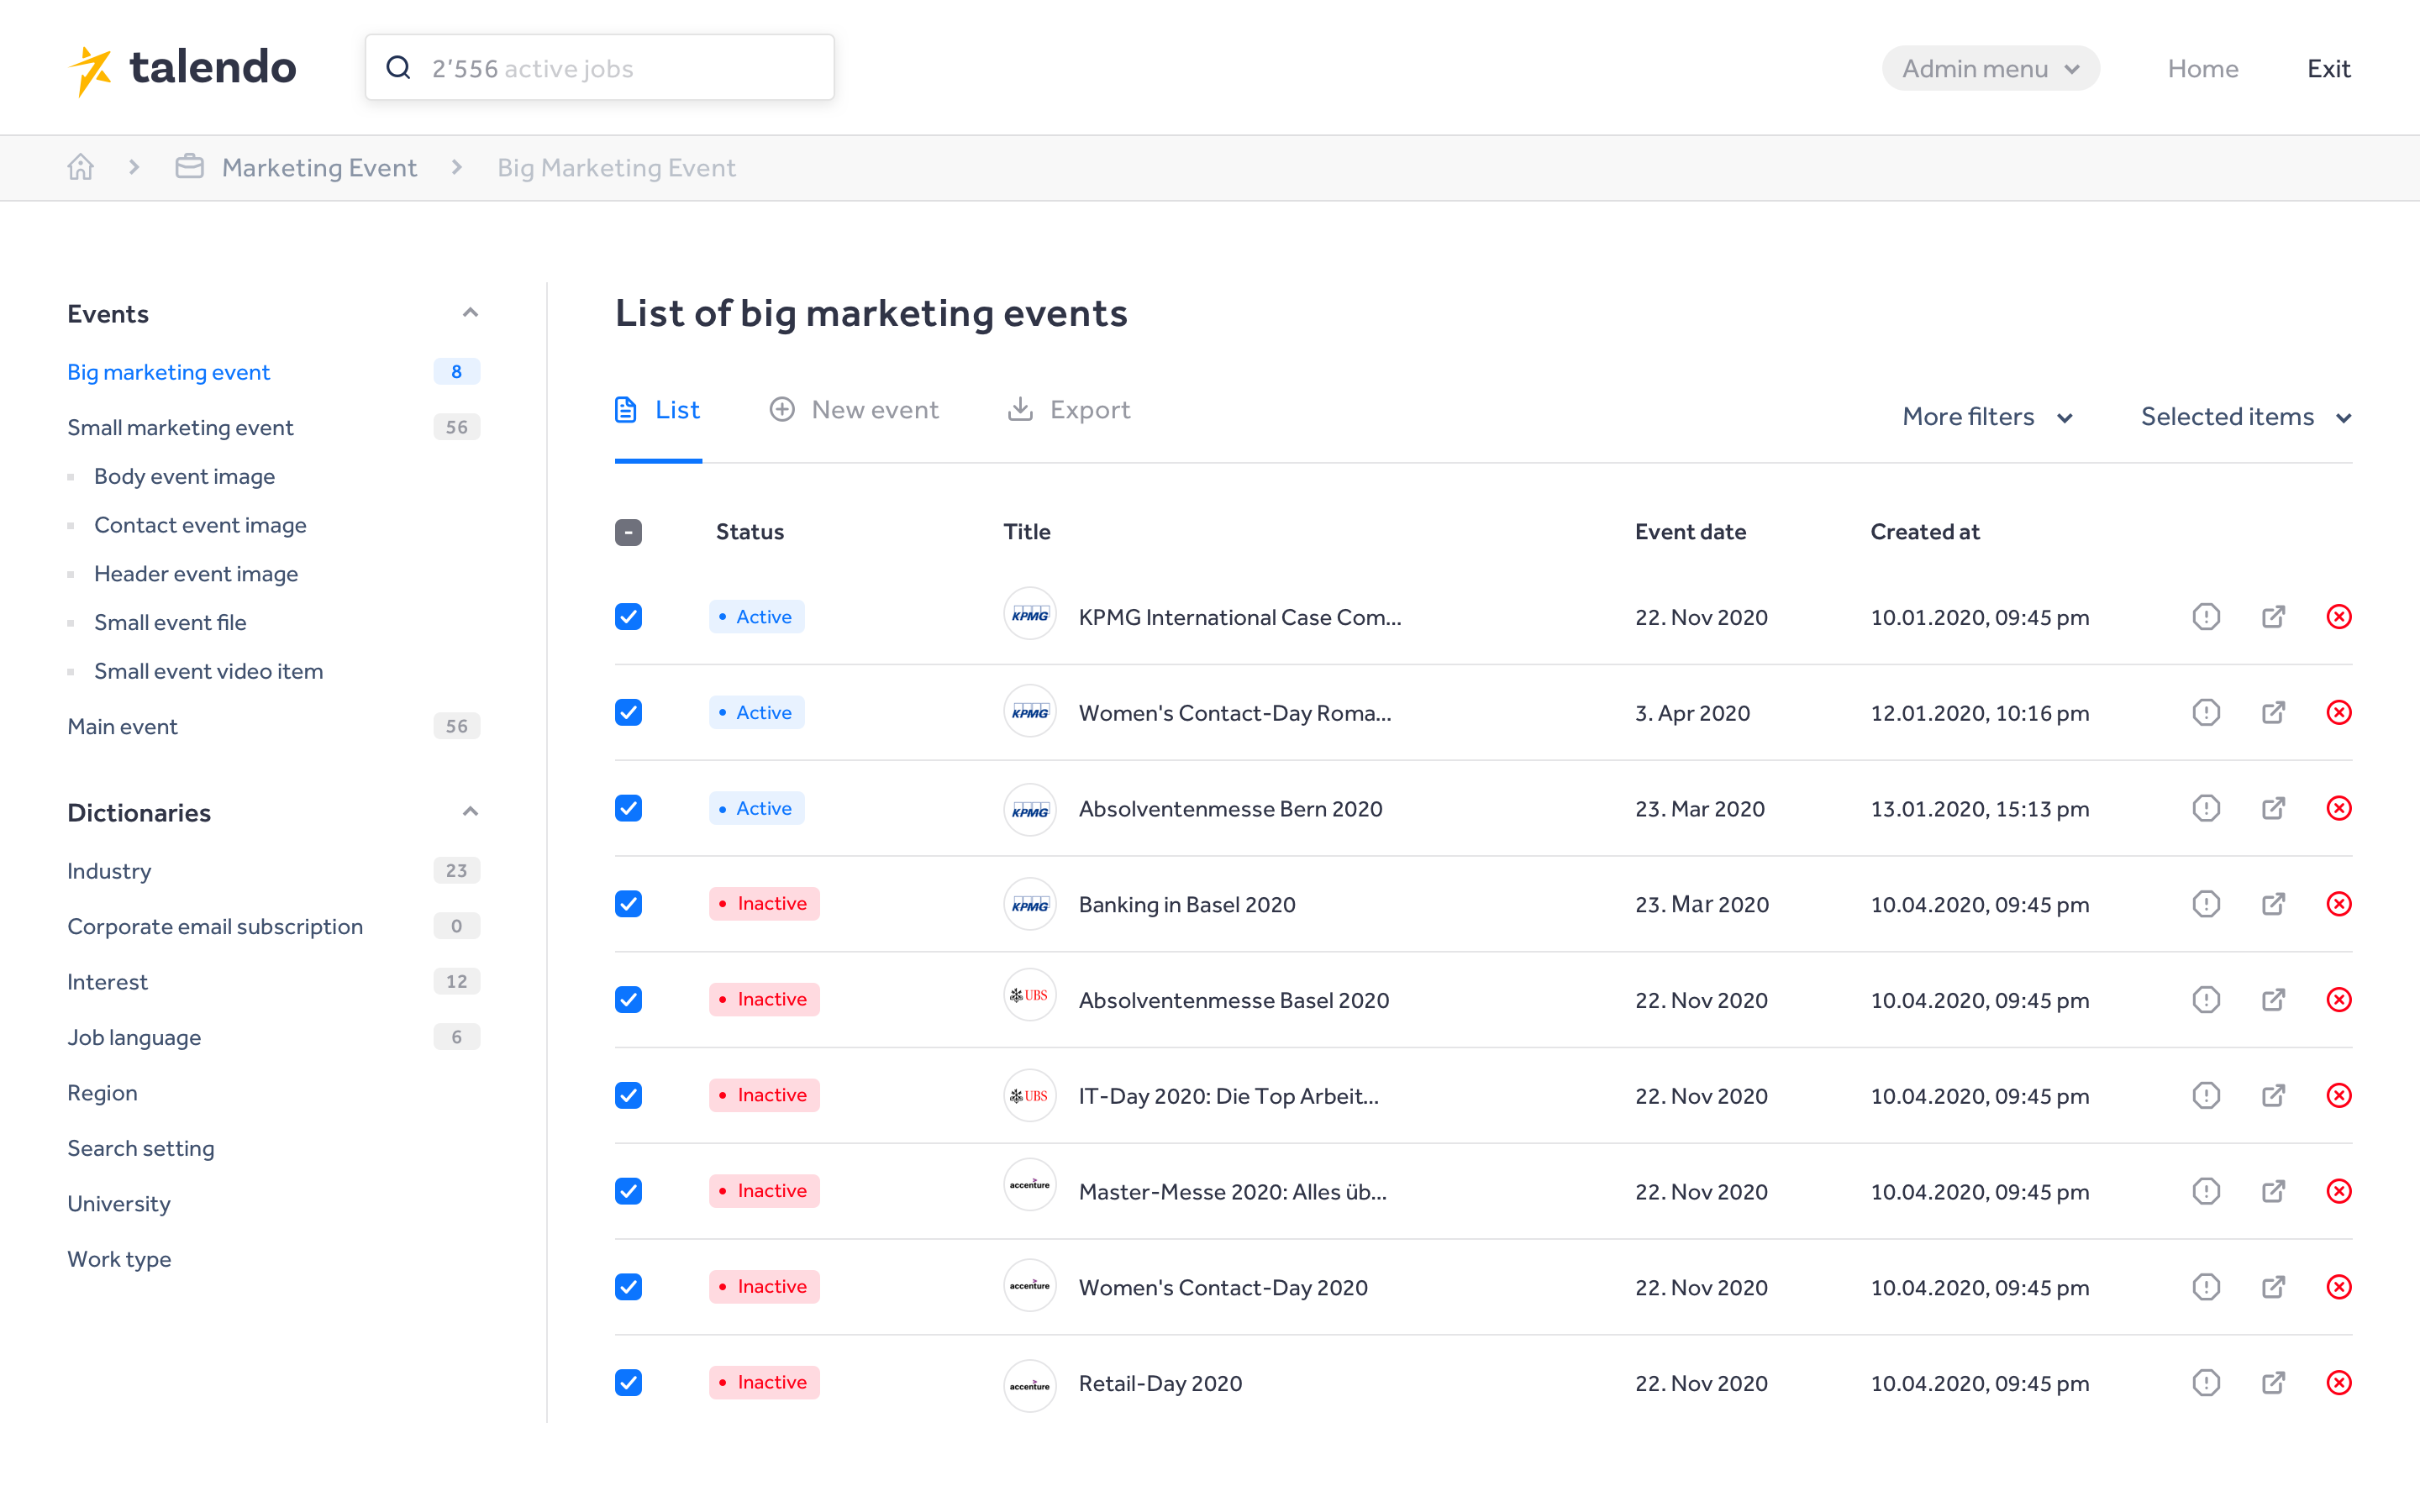 talendo
2’556 active jobs
Admin menu
Home
Exit
Marketing Event
Big Marketing Event
Events
Big marketing event 8
Small marketing event 56
Body event image
Contact event image
Header event image
Small event file
Small event video item
Main event 56
Dictionaries
Industry 23
Corporate email subscription 0
Interest 12
Job language 6
Region
Search setting
University
Work type
List of big marketing events
List
New event
Export
More filters
Selected items
Status Title Event date Created at
Active KPMG KPMG International Case Com... 22. Nov 2020 10.01.2020, 09:45 pm
Active KPMG Women's Contact-Day Roma... 3. Apr 2020 12.01.2020, 10:16 pm
Active KPMG Absolventenmesse Bern 2020 23. Mar 2020 13.01.2020, 15:13 pm
Inactive KPMG Banking in Basel 2020 23. Mar 2020 10.04.2020, 09:45 pm
Inactive UBS Absolventenmesse Basel 2020 22. Nov 2020 10.04.2020, 09:45 pm
Inactive UBS IT-Day 2020: Die Top Arbeit... 22. Nov 2020 10.04.2020, 09:45 pm
Inactive accenture Master-Messe 2020: Alles üb... 22. Nov 2020 10.04.2020, 09:45 pm
Inactive accenture Women's Contact-Day 2020 22. Nov 2020 10.04.2020, 09:45 pm
Inactive accenture Retail-Day 2020 22. Nov 2020 10.04.2020, 09:45 pm